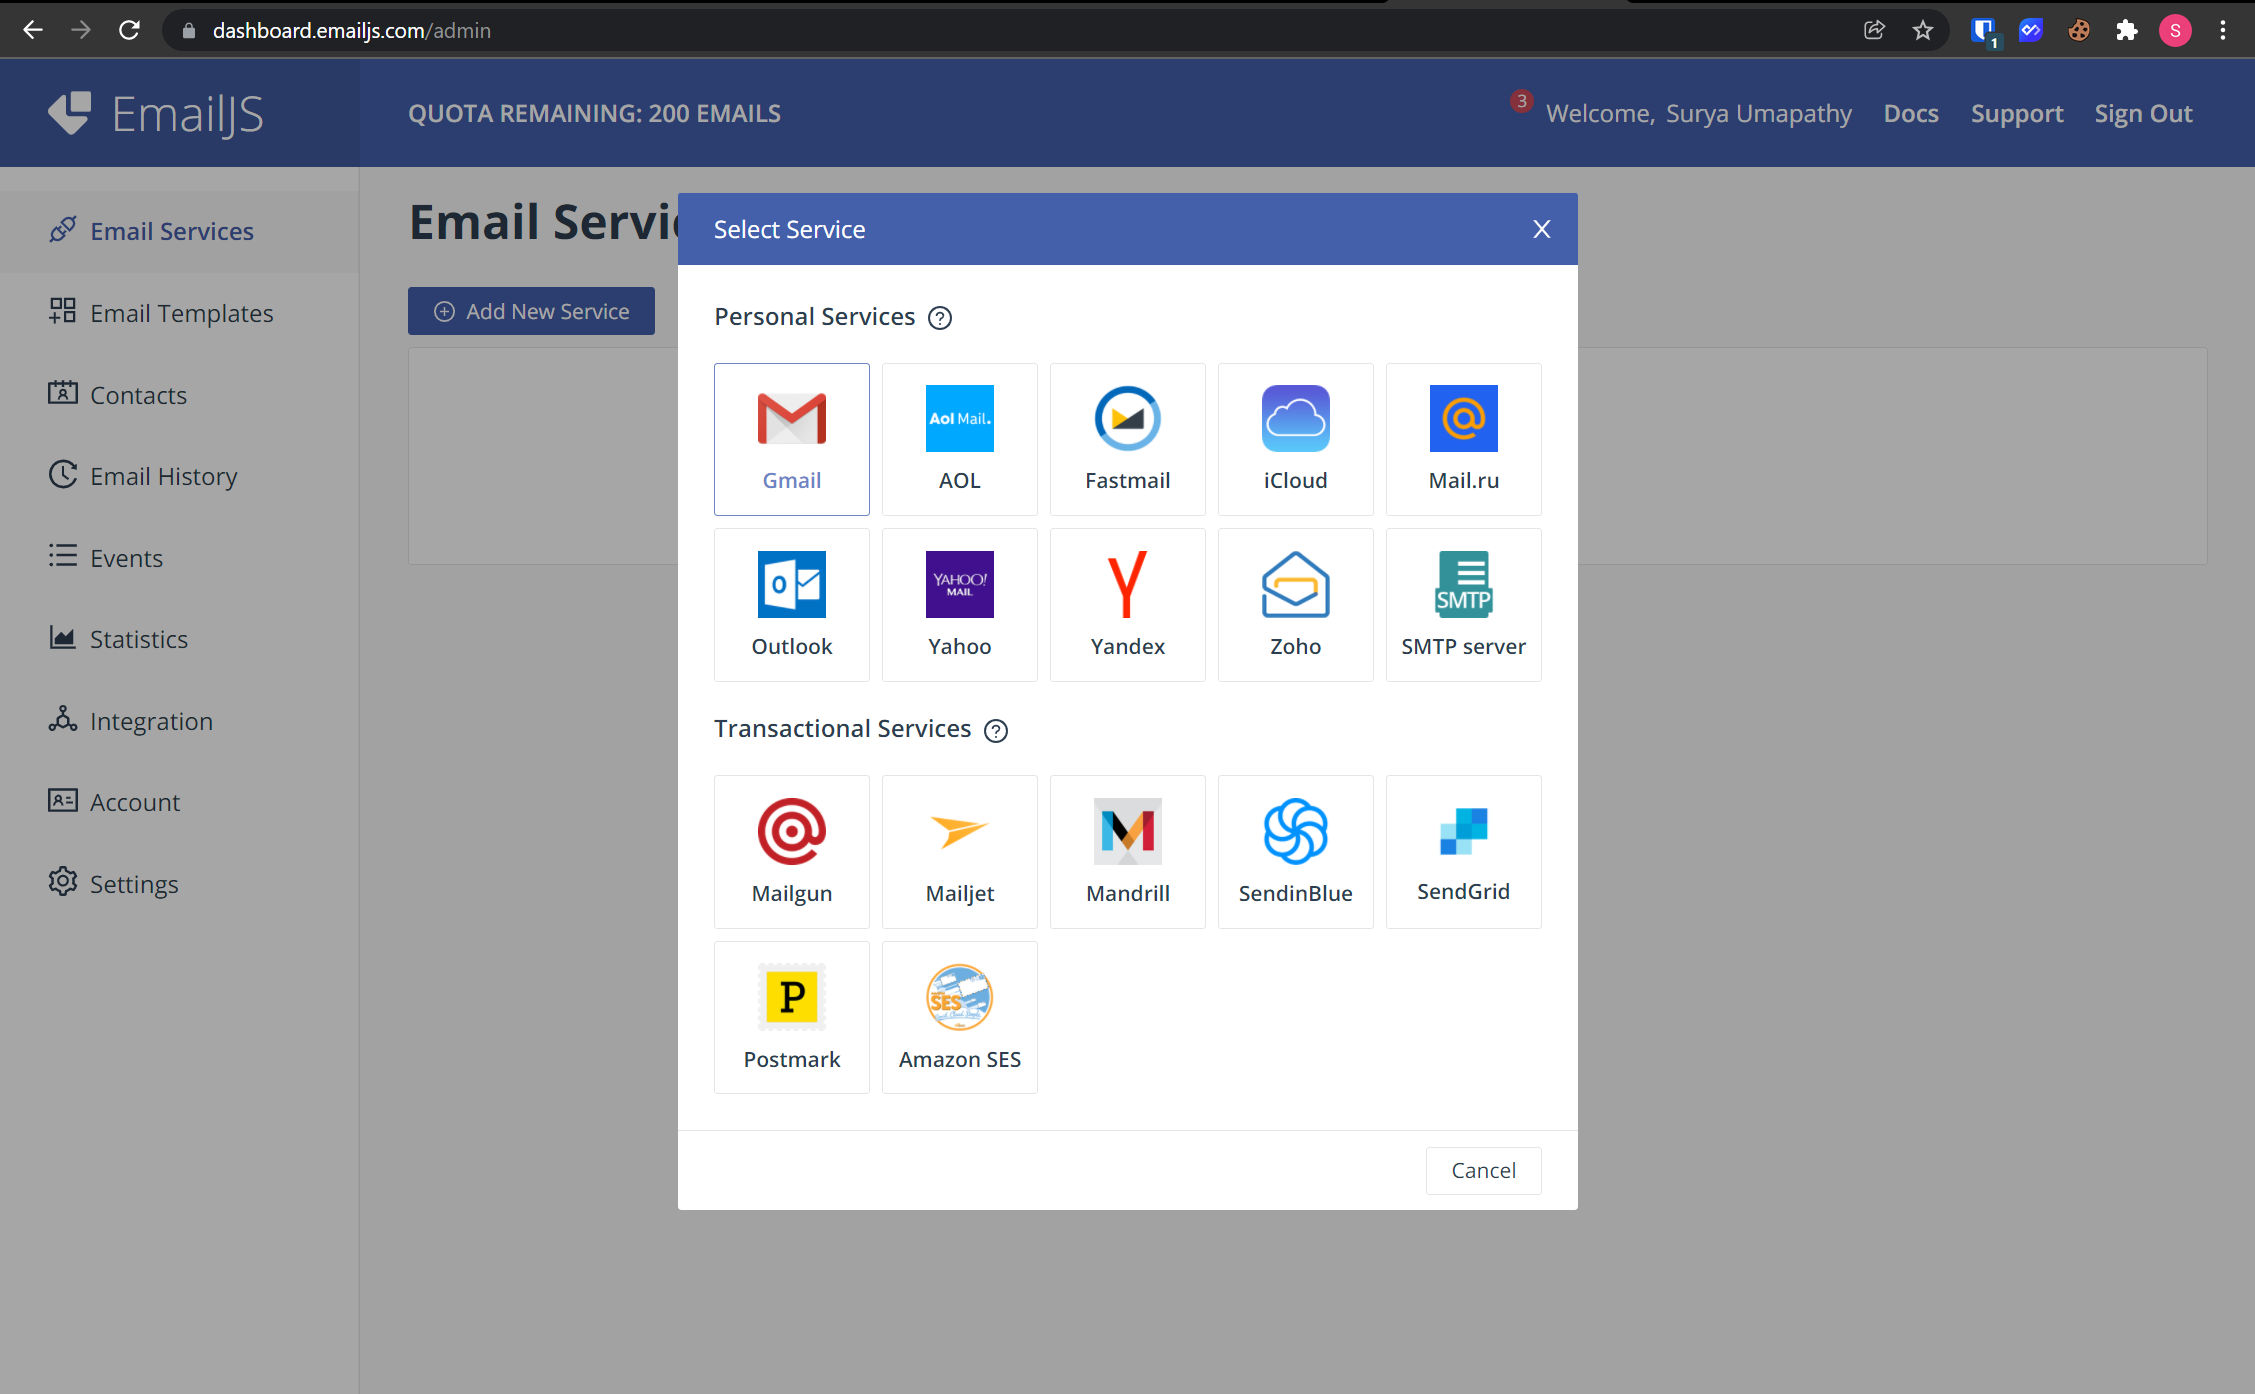 dashboard.emailjs.com/admin
1
S
EmailJS
QUOTA REMAINING: 200 EMAILS
3
Welcome, Surya Umapathy
Docs
Support
Sign Out
Email Services
Email Templates
Contacts
Email History
Events
Statistics
Integration
Account
Settings
Email Servic
Add New Service
Select Service
X
Personal Services ?
Gmail
Aol Mail.
AOL
Fastmail
iCloud
Mail.ru
Outlook
YAHOO!
MAIL
Yahoo
Yandex
Zoho
SMTP
SMTP server
Transactional Services ?
Mailgun
Mailjet
Mandrill
SendinBlue
SendGrid
P
Postmark
SES
Amazon SES
Cancel